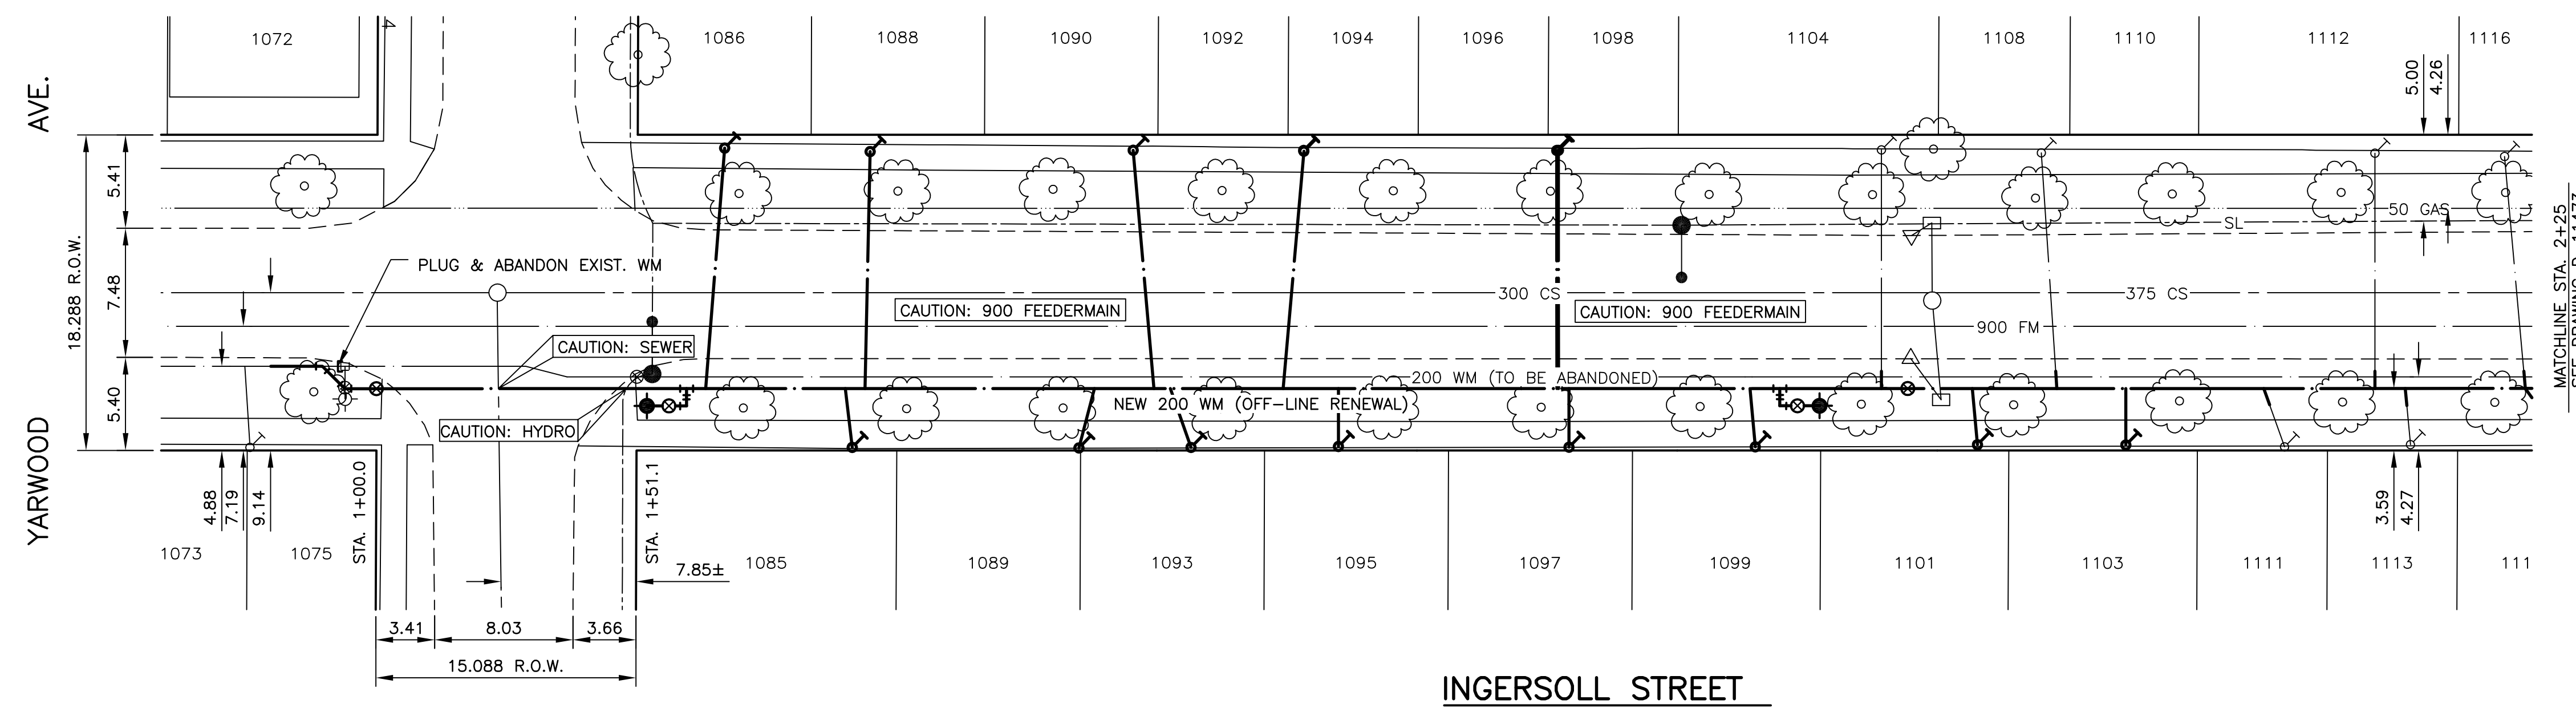 1072
1086
1088
1090
1092
1094
1096
1098
1104
1108
1110
1112
1116
AVE.
YARWOOD
18.288 R.O.W.
5.41
7.48
5.40
5.00
4.26
50 GAS
SL
PLUG & ABANDON EXIST. WM
CAUTION: 900 FEEDERMAIN
300 CS
CAUTION: 900 FEEDERMAIN
375 CS
900 FM
CAUTION: SEWER
200 WM (TO BE ABANDONED)
NEW 200 WM (OFF-LINE RENEWAL)
CAUTION: HYDRO
MATCHLINE STA. 2+25
4.88
7.19
9.14
STA. 1+00.0
STA. 1+51.1
3.59
4.27
1073
1075
7.85±
1085
1089
1093
1095
1097
1099
1101
1103
1111
1113
111
3.41
8.03
3.66
15.088 R.O.W.
INGERSOLL STREET